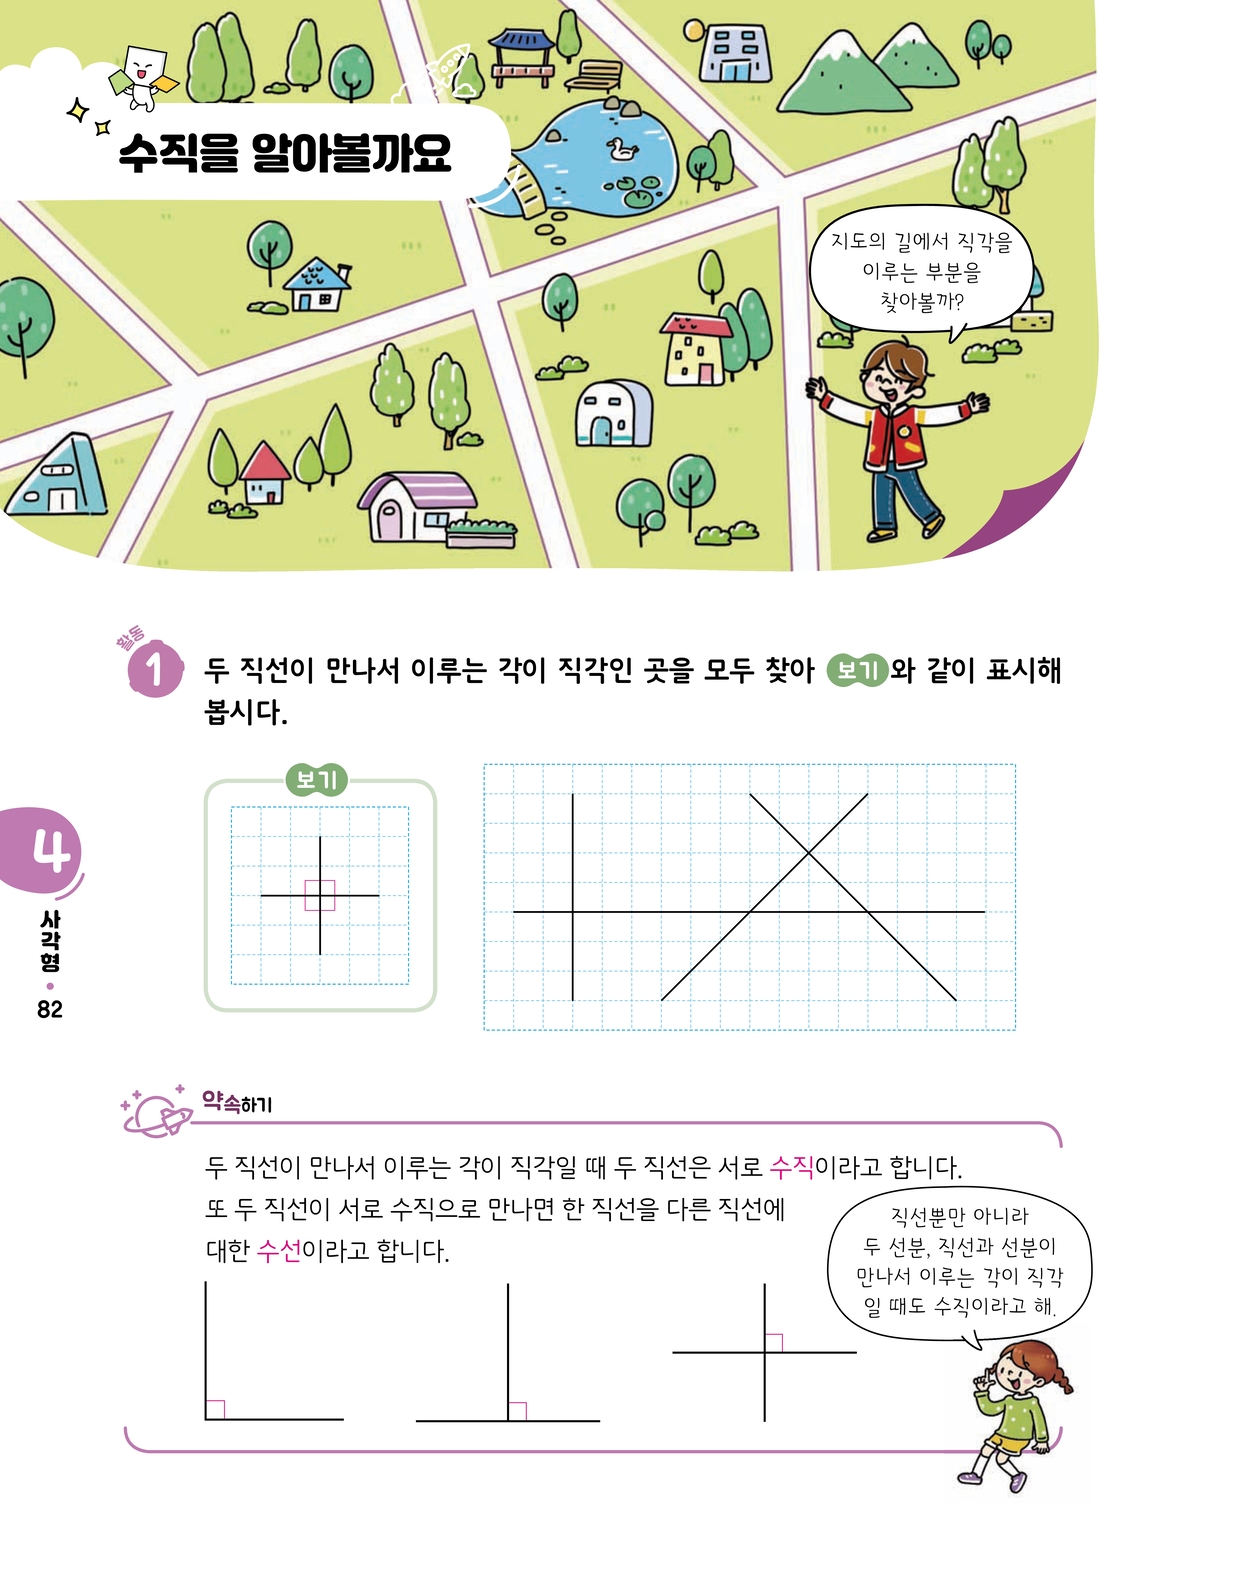 수직을 알아볼까요
지도의 길에서 직각을
이루는 부분을
찾아볼까?
활동
1
두 직선이 만나서 이루는 각이 직각인 곳을 모두 찾아 보기와 같이 표시해
봅시다.
보기
4
사각형
82
약속하기
두 직선이 만나서 이루는 각이 직각일 때 두 직선은 서로 수직이라고 합니다.
또 두 직선이 서로 수직으로 만나면 한 직선을 다른 직선에
대한 수선이라고 합니다.
직선뿐만 아니라
두 선분, 직선과 선분이
만나서 이루는 각이 직각
일 때도 수직이라고 해.